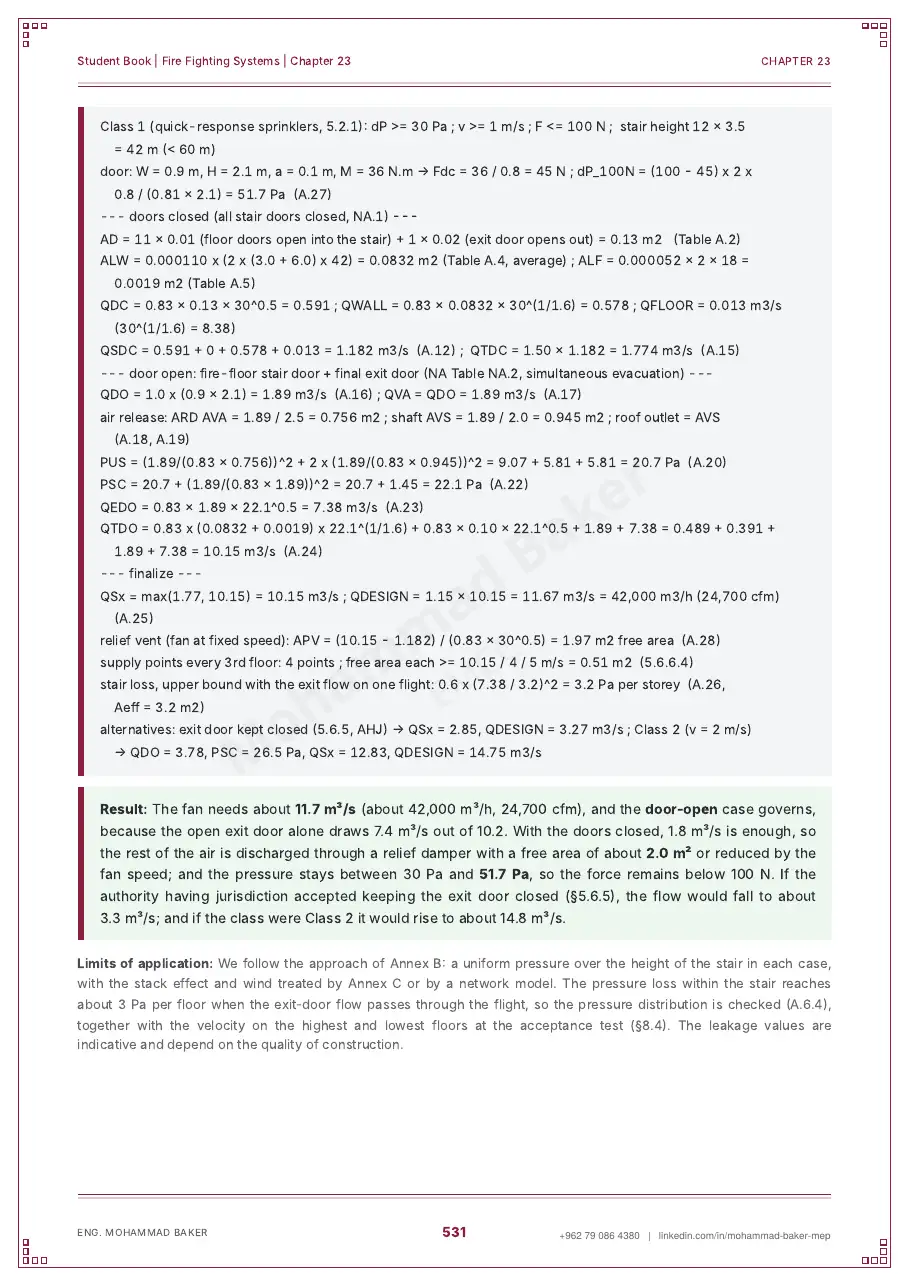 Student Book | Fire Fighting Systems | Chapter 23
CHAPTER 23
Class 1 (quick-response sprinklers, 5.2.1): dP >= 30 Pa ; v >= 1 m/s ; F <= 100 N ; stair height 12 × 3.5
= 42 m (< 60 m)
door: W = 0.9 m, H = 2.1 m, a = 0.1 m, M = 36 N.m → Fdc = 36 / 0.8 = 45 N ; dP_100N = (100 - 45) x 2 x
0.8 / (0.81 × 2.1) = 51.7 Pa (A.27)
--- doors closed (all stair doors closed, NA.1) ---
AD = 11 × 0.01 (floor doors open into the stair) + 1 × 0.02 (exit door opens out) = 0.13 m2 (Table A.2)
ALW = 0.000110 x (2 x (3.0 + 6.0) x 42) = 0.0832 m2 (Table A.4, average) ; ALF = 0.000052 × 2 × 18 =
0.0019 m2 (Table A.5)
QDC = 0.83 × 0.13 × 30^0.5 = 0.591 ; QWALL = 0.83 × 0.0832 × 30^(1/1.6) = 0.578 ; QFLOOR = 0.013 m3/s
(30^(1/1.6) = 8.38)
QSDC = 0.591 + 0 + 0.578 + 0.013 = 1.182 m3/s (A.12) ; QTDC = 1.50 × 1.182 = 1.774 m3/s (A.15)
--- door open: fire-floor stair door + final exit door (NA Table NA.2, simultaneous evacuation) ---
QDO = 1.0 x (0.9 × 2.1) = 1.89 m3/s (A.16) ; QVA = QDO = 1.89 m3/s (A.17)
air release: ARD AVA = 1.89 / 2.5 = 0.756 m2 ; shaft AVS = 1.89 / 2.0 = 0.945 m2 ; roof outlet = AVS
(A.18, A.19)
PUS = (1.89/(0.83 × 0.756))^2 + 2 x (1.89/(0.83 × 0.945))^2 = 9.07 + 5.81 + 5.81 = 20.7 Pa (A.20)
PSC = 20.7 + (1.89/(0.83 × 1.89))^2 = 20.7 + 1.45 = 22.1 Pa (A.22)
QEDO = 0.83 × 1.89 × 22.1^0.5 = 7.38 m3/s (A.23)
QTDO = 0.83 x (0.0832 + 0.0019) x 22.1^(1/1.6) + 0.83 × 0.10 × 22.1^0.5 + 1.89 + 7.38 = 0.489 + 0.391 +
1.89 + 7.38 = 10.15 m3/s (A.24)
--- finalize ---
QSx = max(1.77, 10.15) = 10.15 m3/s ; QDESIGN = 1.15 × 10.15 = 11.67 m3/s = 42,000 m3/h (24,700 cfm)
(A.25)
relief vent (fan at fixed speed): APV = (10.15 - 1.182) / (0.83 × 30^0.5) = 1.97 m2 free area (A.28)
supply points every 3rd floor: 4 points ; free area each >= 10.15 / 4 / 5 m/s = 0.51 m2 (5.6.6.4)
stair loss, upper bound with the exit flow on one flight: 0.6 x (7.38 / 3.2)^2 = 3.2 Pa per storey (A.26,
Aeff = 3.2 m2)
alternatives: exit door kept closed (5.6.5, AHJ) → QSx = 2.85, QDESIGN = 3.27 m3/s ; Class 2 (v = 2 m/s)
→ QDO = 3.78, PSC = 26.5 Pa, QSx = 12.83, QDESIGN = 14.75 m3/s
Result: The fan needs about 11.7 m³/s (about 42,000 m³/h, 24,700 cfm), and the door-open case governs,
because the open exit door alone draws 7.4 m³/s out of 10.2. With the doors closed, 1.8 m³/s is enough, so
the rest of the air is discharged through a relief damper with a free area of about 2.0 m² or reduced by the
fan speed; and the pressure stays between 30 Pa and 51.7 Pa, so the force remains below 100 N. If the
authority having jurisdiction accepted keeping the exit door closed (§5.6.5), the flow would fall to about
3.3 m³/s; and if the class were Class 2 it would rise to about 14.8 m³/s.
Limits of application: We follow the approach of Annex B: a uniform pressure over the height of the stair in each case,
with the stack effect and wind treated by Annex C or by a network model. The pressure loss within the stair reaches
about 3 Pa per floor when the exit-door flow passes through the flight, so the pressure distribution is checked (A.6.4),
together with the velocity on the highest and lowest floors at the acceptance test (§8.4). The leakage values are
indicative and depend on the quality of construction.
ENG. MOHAMMAD BAKER
531
+962 79 086 4380 | linkedin.com/in/mohammad-baker-mep
Mohammad Baker